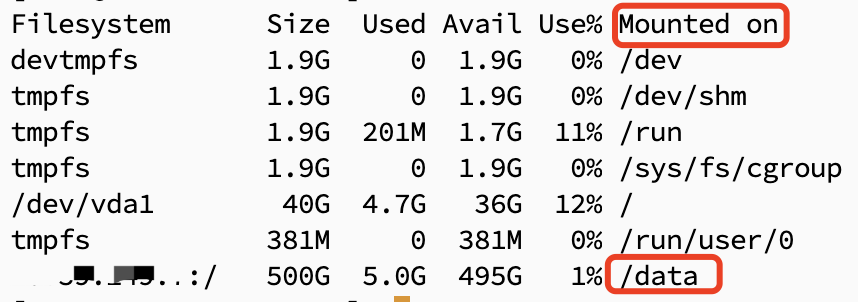 Filesystem Size Used Avail Use% Mounted on
devtmpfs 1.9G 0 1.9G 0% /dev
tmpfs 1.9G 0 1.9G 0% /dev/shm
tmpfs 1.9G 201M 1.7G 11% /run
tmpfs 1.9G 0 1.9G 0% /sys/fs/cgroup
/dev/vda1 40G 4.7G 36G 12% /
tmpfs 381M 0 381M 0% /run/user/0
:/ 500G 5.0G 495G 1% /data